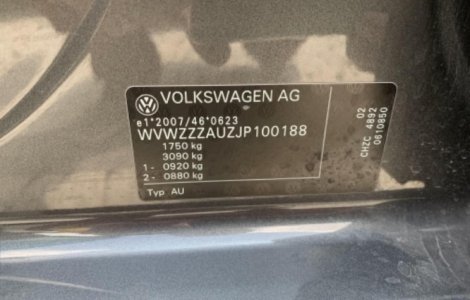 VOLKSWAGEN AG
e1*2007/46*0623
WVWZZZAUZJP100188
1750 kg
3090 kg
1 - 0920 kg
2 - 0880 kg
Typ AU
02
CHZC 4892
0610850